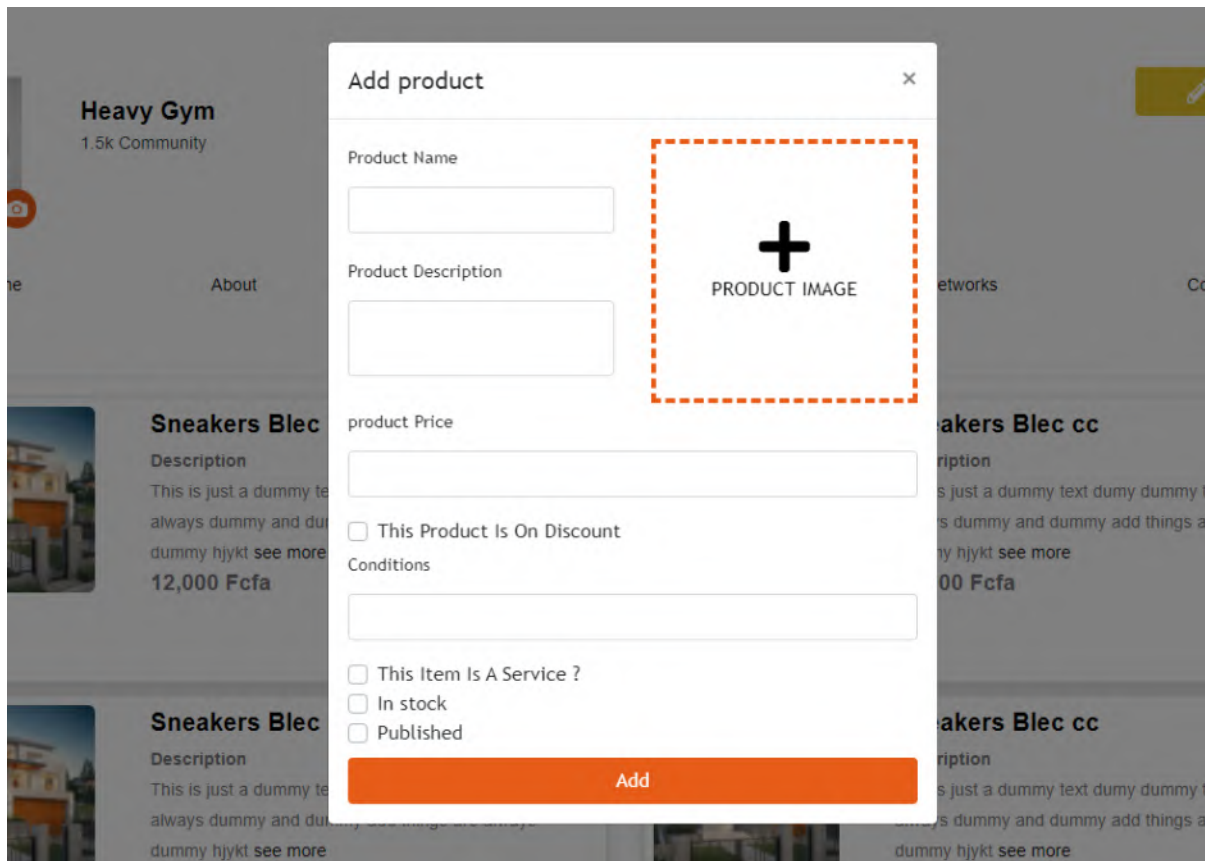 Add product
×
Heavy Gym
1.5k Community
Product Name
Product Description
PRODUCT IMAGE
About
etworks
Sneakers Blec
akers Blec cc
product Price
Description
ription
This is just a dummy te
s just a dummy text dumy dummy
This Product Is On Discount
always dummy and du
s dummy and dummy add things a
Conditions
dummy hjykt see more
hjykt see more
12,000 Fcfa
00 Fcfa
This Item Is A Service ?
In stock
Published
Sneakers Blec
akers Blec cc
Description
ription
This is just a dummy te
s just a dummy text dumy dummy
Add
always dummy and
dummy and dummy add things a
dummy hjykt see more
dummy hjykt see more